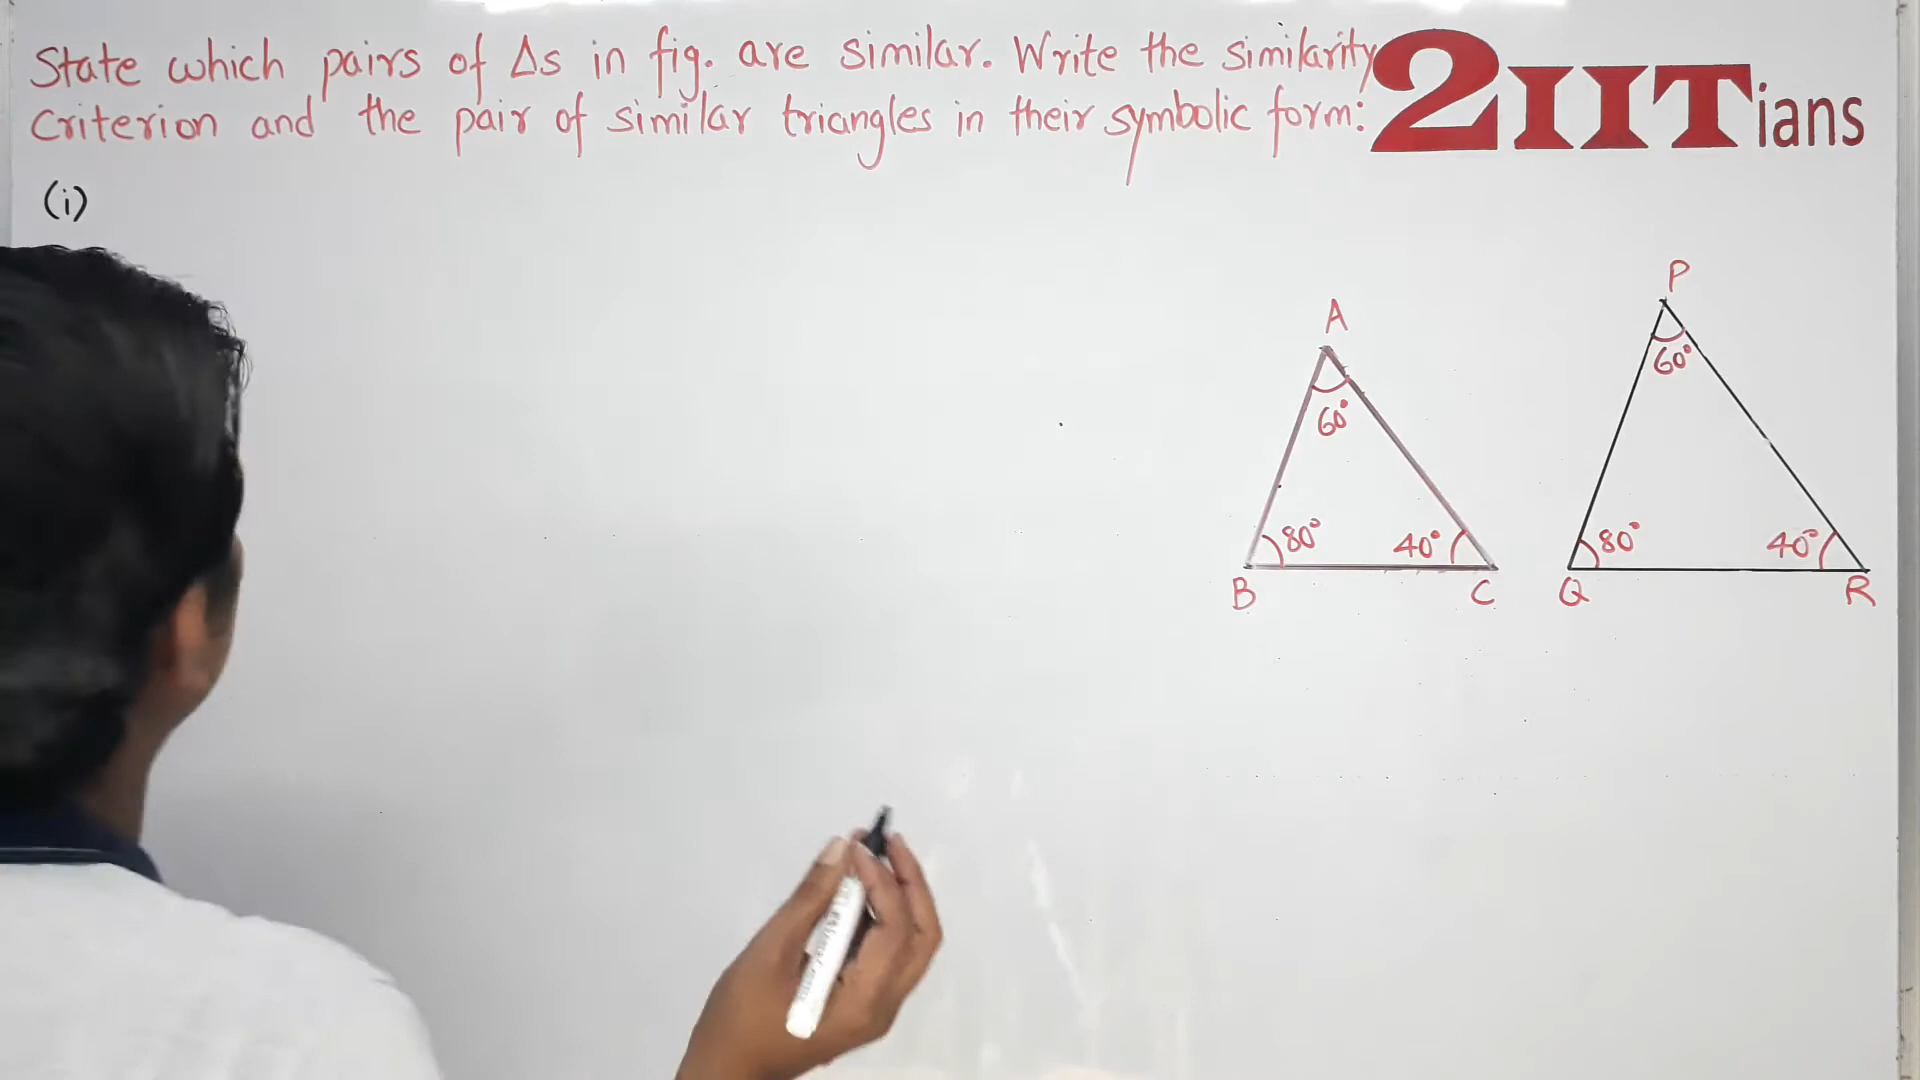 State which pairs of Δs in fig. are similar. Write the similarity
criterion and the pair of similar triangles in their symbolic form:
2IITians
(i)
A
60°
80°
40°
B
C
P
60°
80°
40°
Q
R